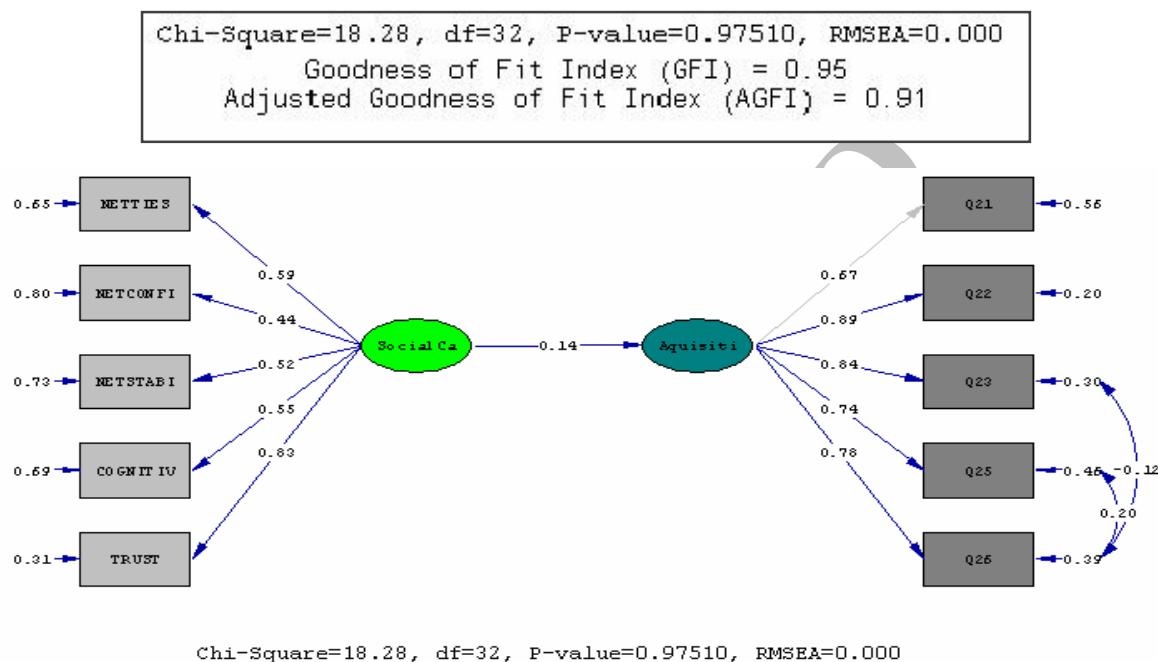 Chi-Square=18.28, df=32, P-value=0.97510, RMSEA=0.000
Goodness of Fit Index (GFI) = 0.95
Adjusted Goodness of Fit Index (AGFI) = 0.91
0.65 NETTIES
0.80 NETCONFI
0.73 NETSTABI
0.69 COGNITIV
0.31 TRUST
0.59
0.44
0.52
0.55
0.83
SocialCa
0.14
Aquisiti
0.67
0.89
0.84
0.74
0.78
Q21 0.56
Q22 0.20
Q23 0.30
Q25 0.45
Q26 0.39
-0.12
0.20
Chi-Square=18.28, df=32, P-value=0.97510, RMSEA=0.000